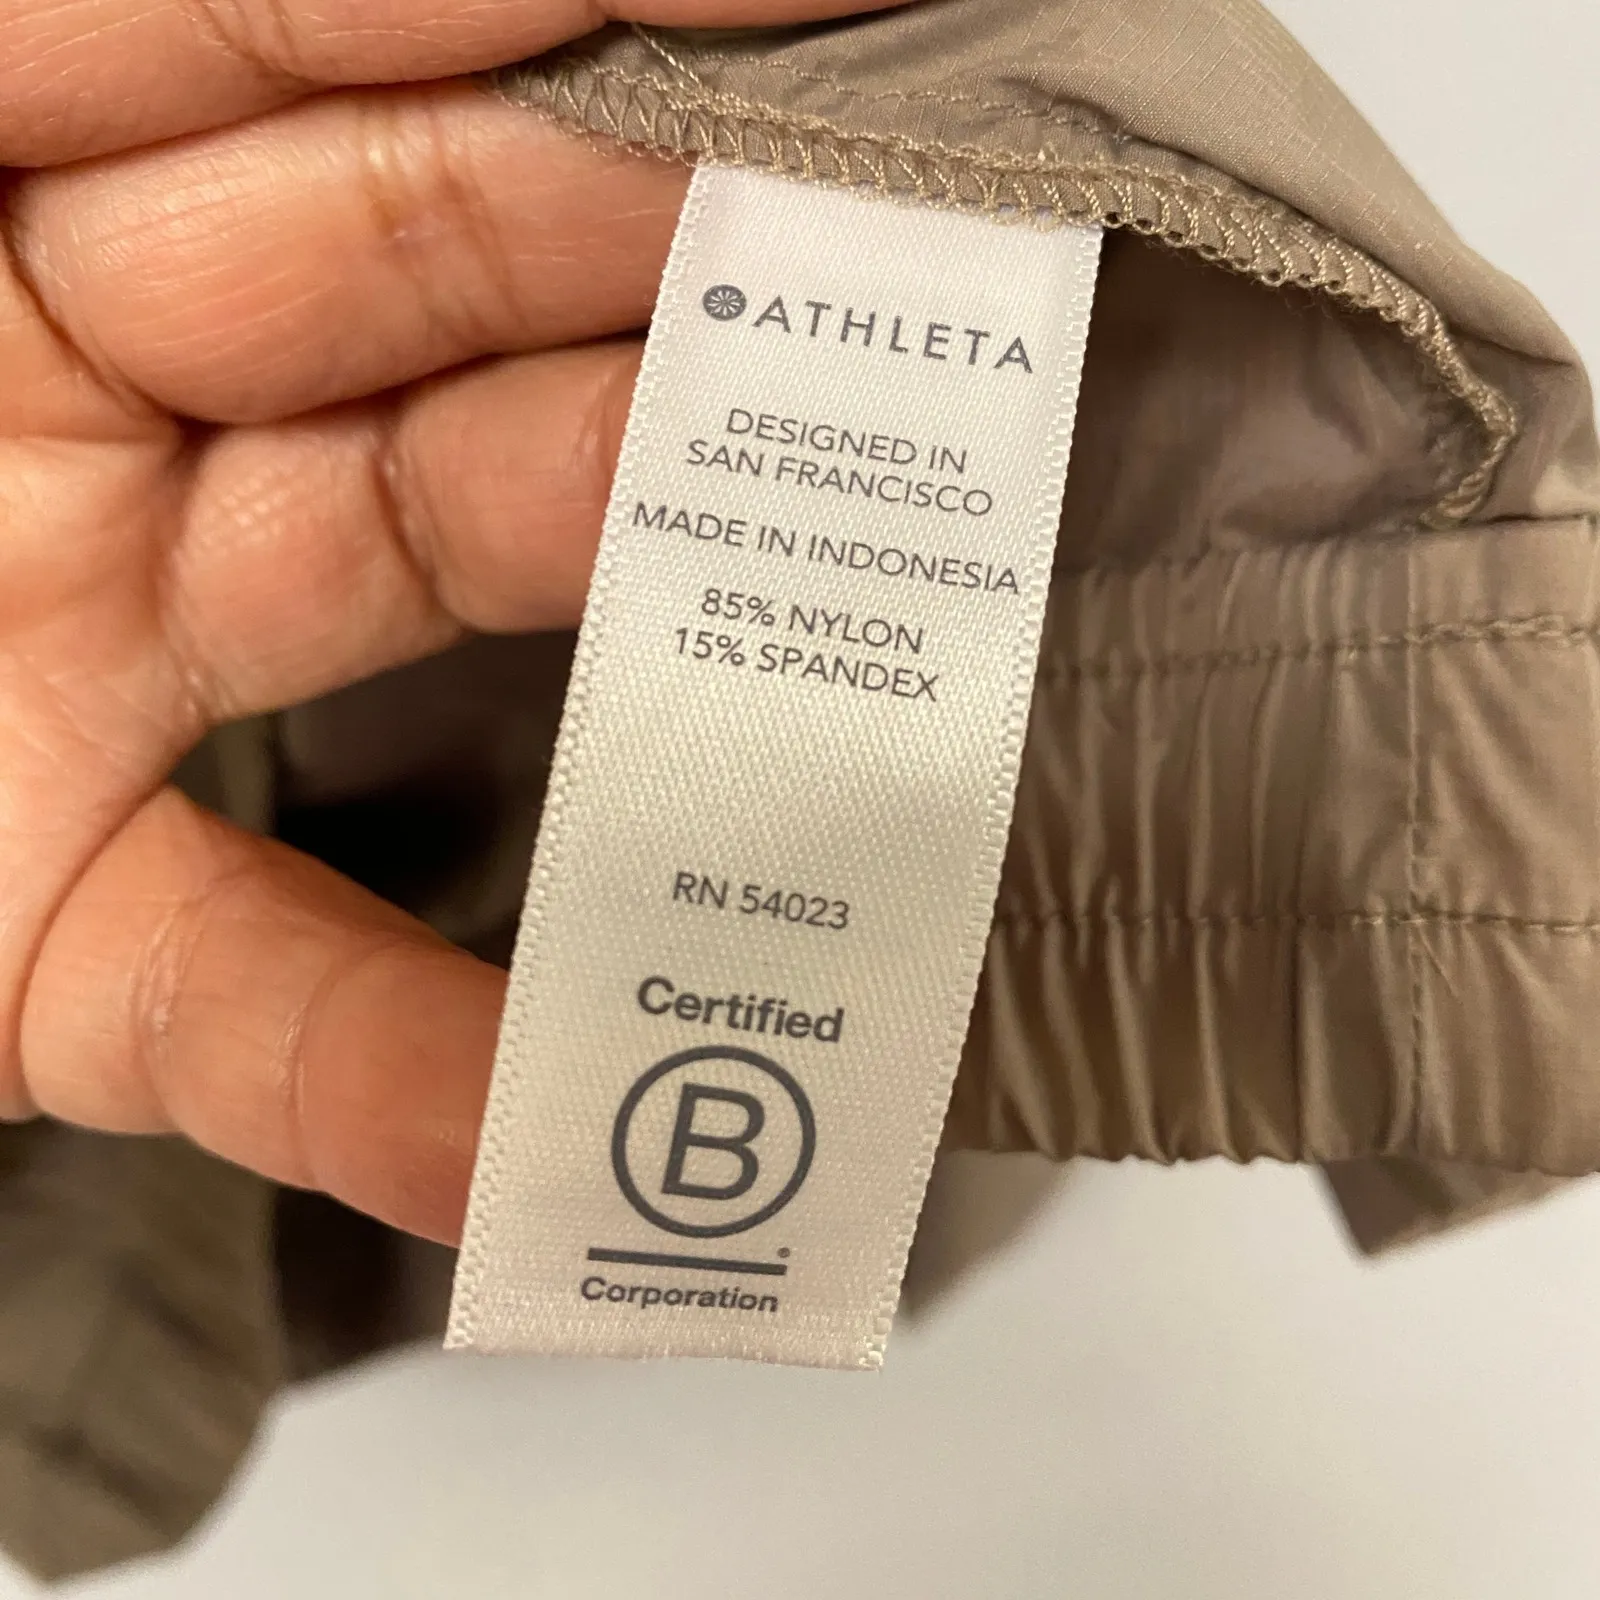 ATHLETA
DESIGNED IN
SAN FRANCISCO
MADE IN INDONESIA
85% NYLON
15% SPANDEX
RN 54023
Certified
B
®
Corporation